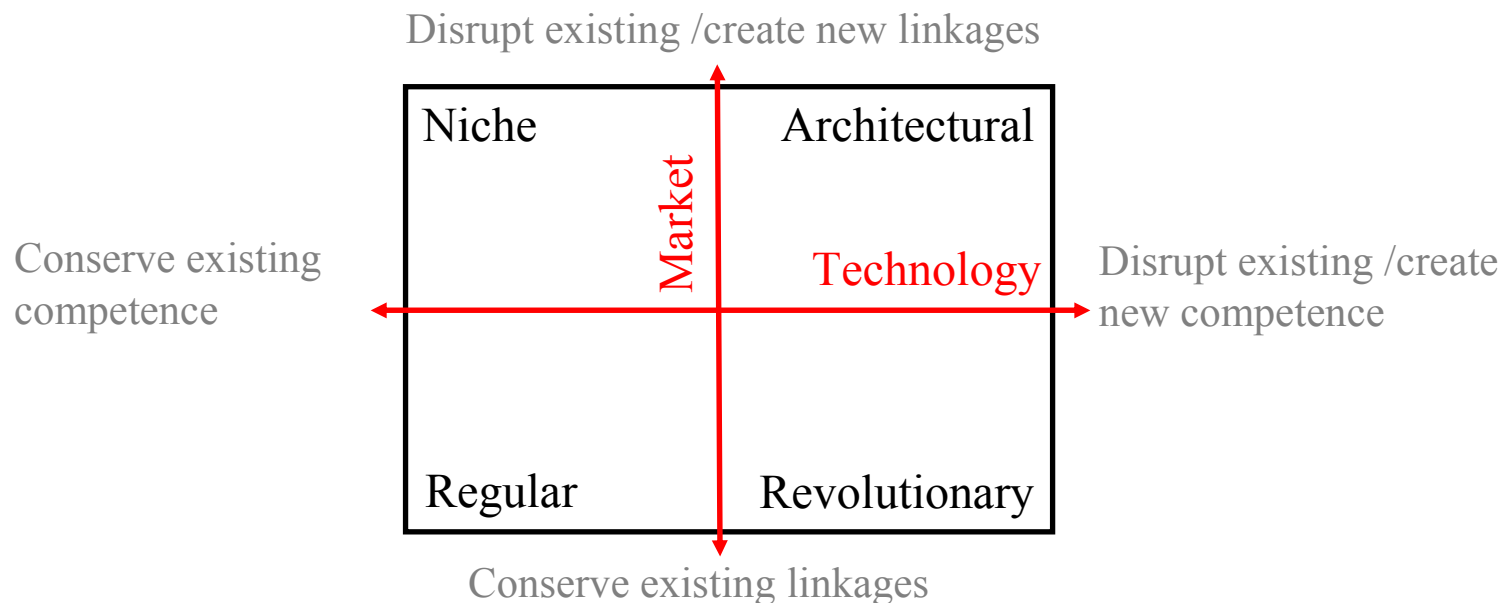 Disrupt existing /create new linkages
Niche
Architectural
Market
Conserve existing
competence
Technology
Disrupt existing /create
new competence
Regular
Revolutionary
Conserve existing linkages